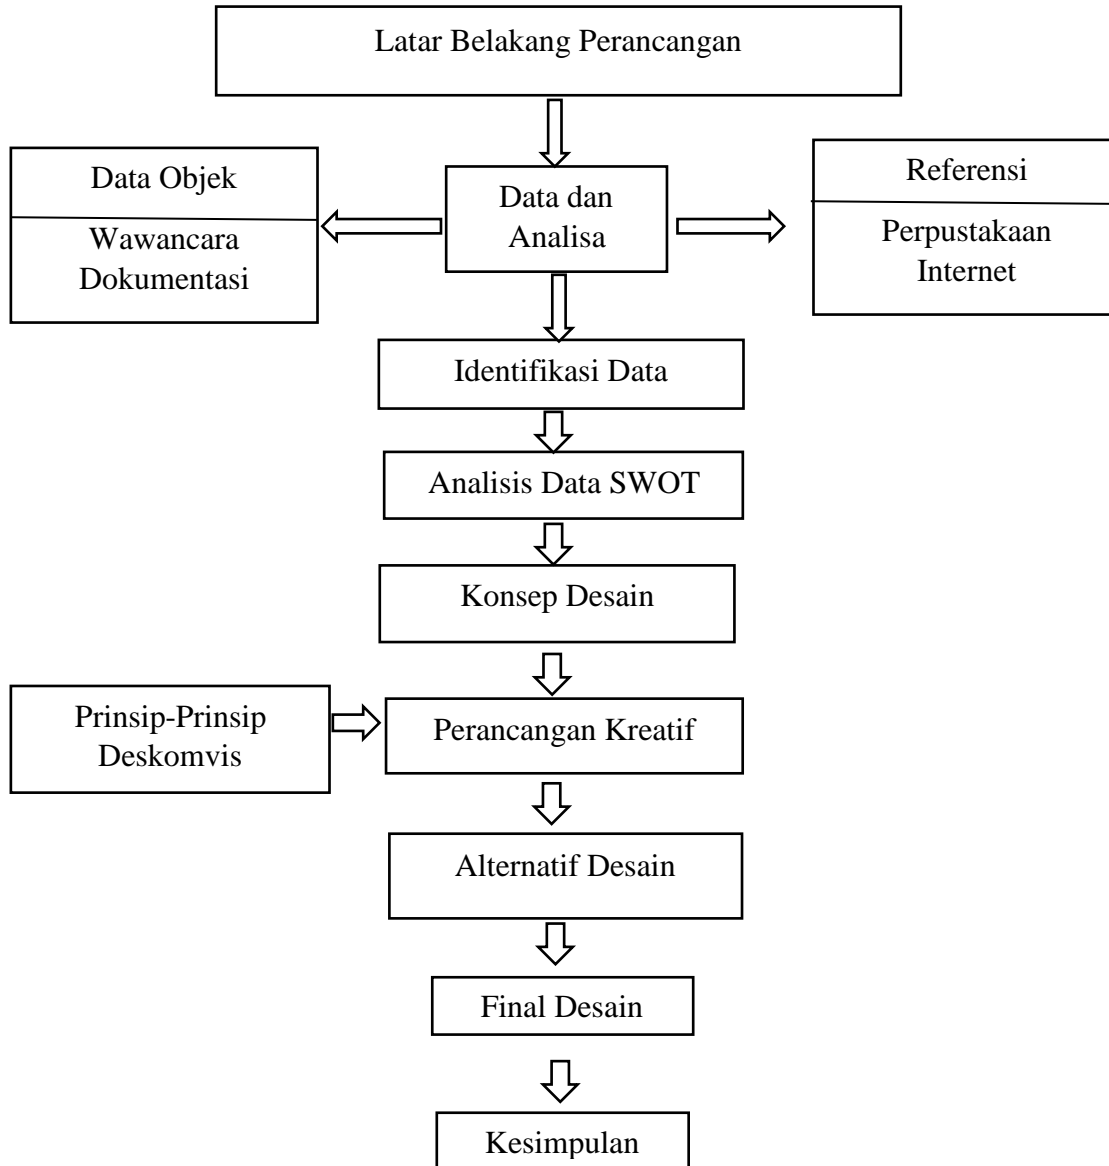 Latar Belakang Perancangan
Data Objek
Wawancara
Dokumentasi
Data dan
Analisa
Referensi
Perpustakaan
Internet
Identifikasi Data
Analisis Data SWOT
Konsep Desain
Prinsip-Prinsip
Deskomvis
Perancangan Kreatif
Alternatif Desain
Final Desain
Kesimpulan